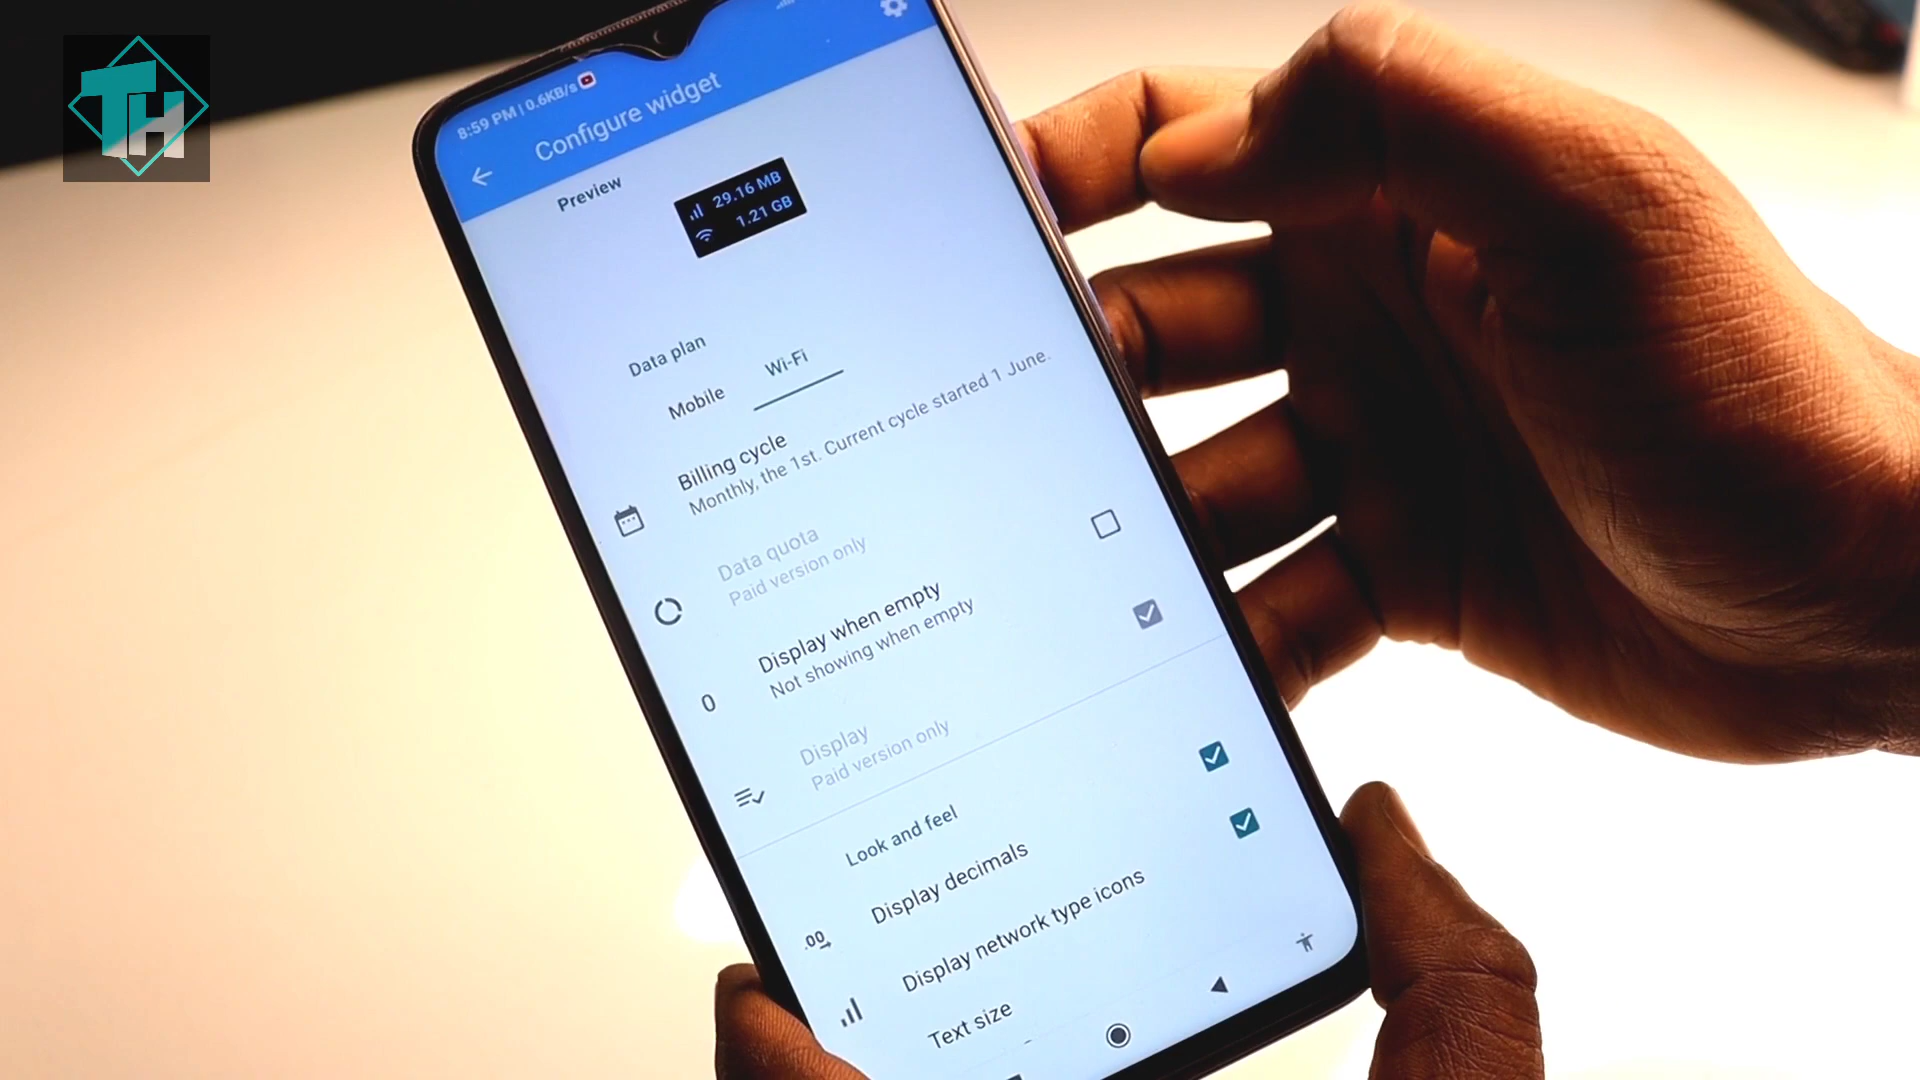 TH
8:59 PM | 0.6KB/s
Configure widget
Preview
29.16 MB
1.21 GB
Data plan
Mobile
Wi-Fi
Billing cycle
Monthly, the 1st. Current cycle started 1 June.
Data quota
Paid version only
0
Display when empty
Not showing when empty
Display
Paid version only
Look and feel
.00
Display decimals
Display network type icons
Text size